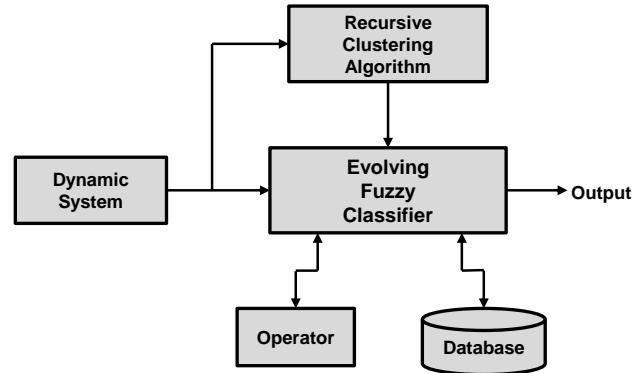 Recursive
Clustering
Algorithm
Dynamic
System
Evolving
Fuzzy
Classifier
Output
Operator
Database